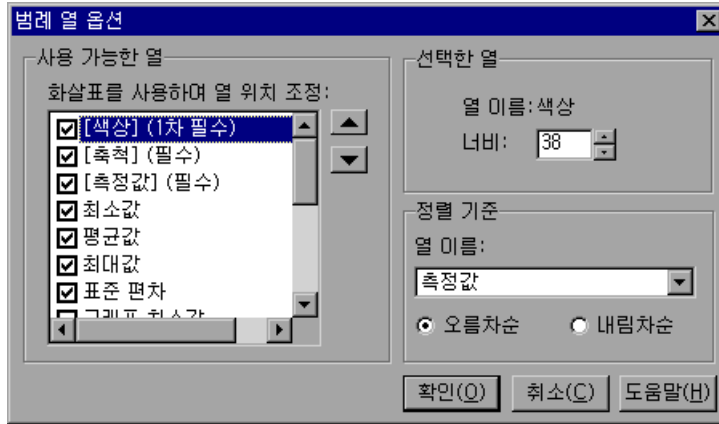 범례 열 옵션
사용 가능한 열
화살표를 사용하여 열 위치 조정:
[색상] (1차 필수)
[축척] (필수)
[측정값] (필수)
최소값
평균값
최대값
표준 편차
선택한 열
열 이름:색상
너비: 38
정렬 기준
열 이름:
측정값
오름차순 내림차순
확인(O) 취소(C) 도움말(H)